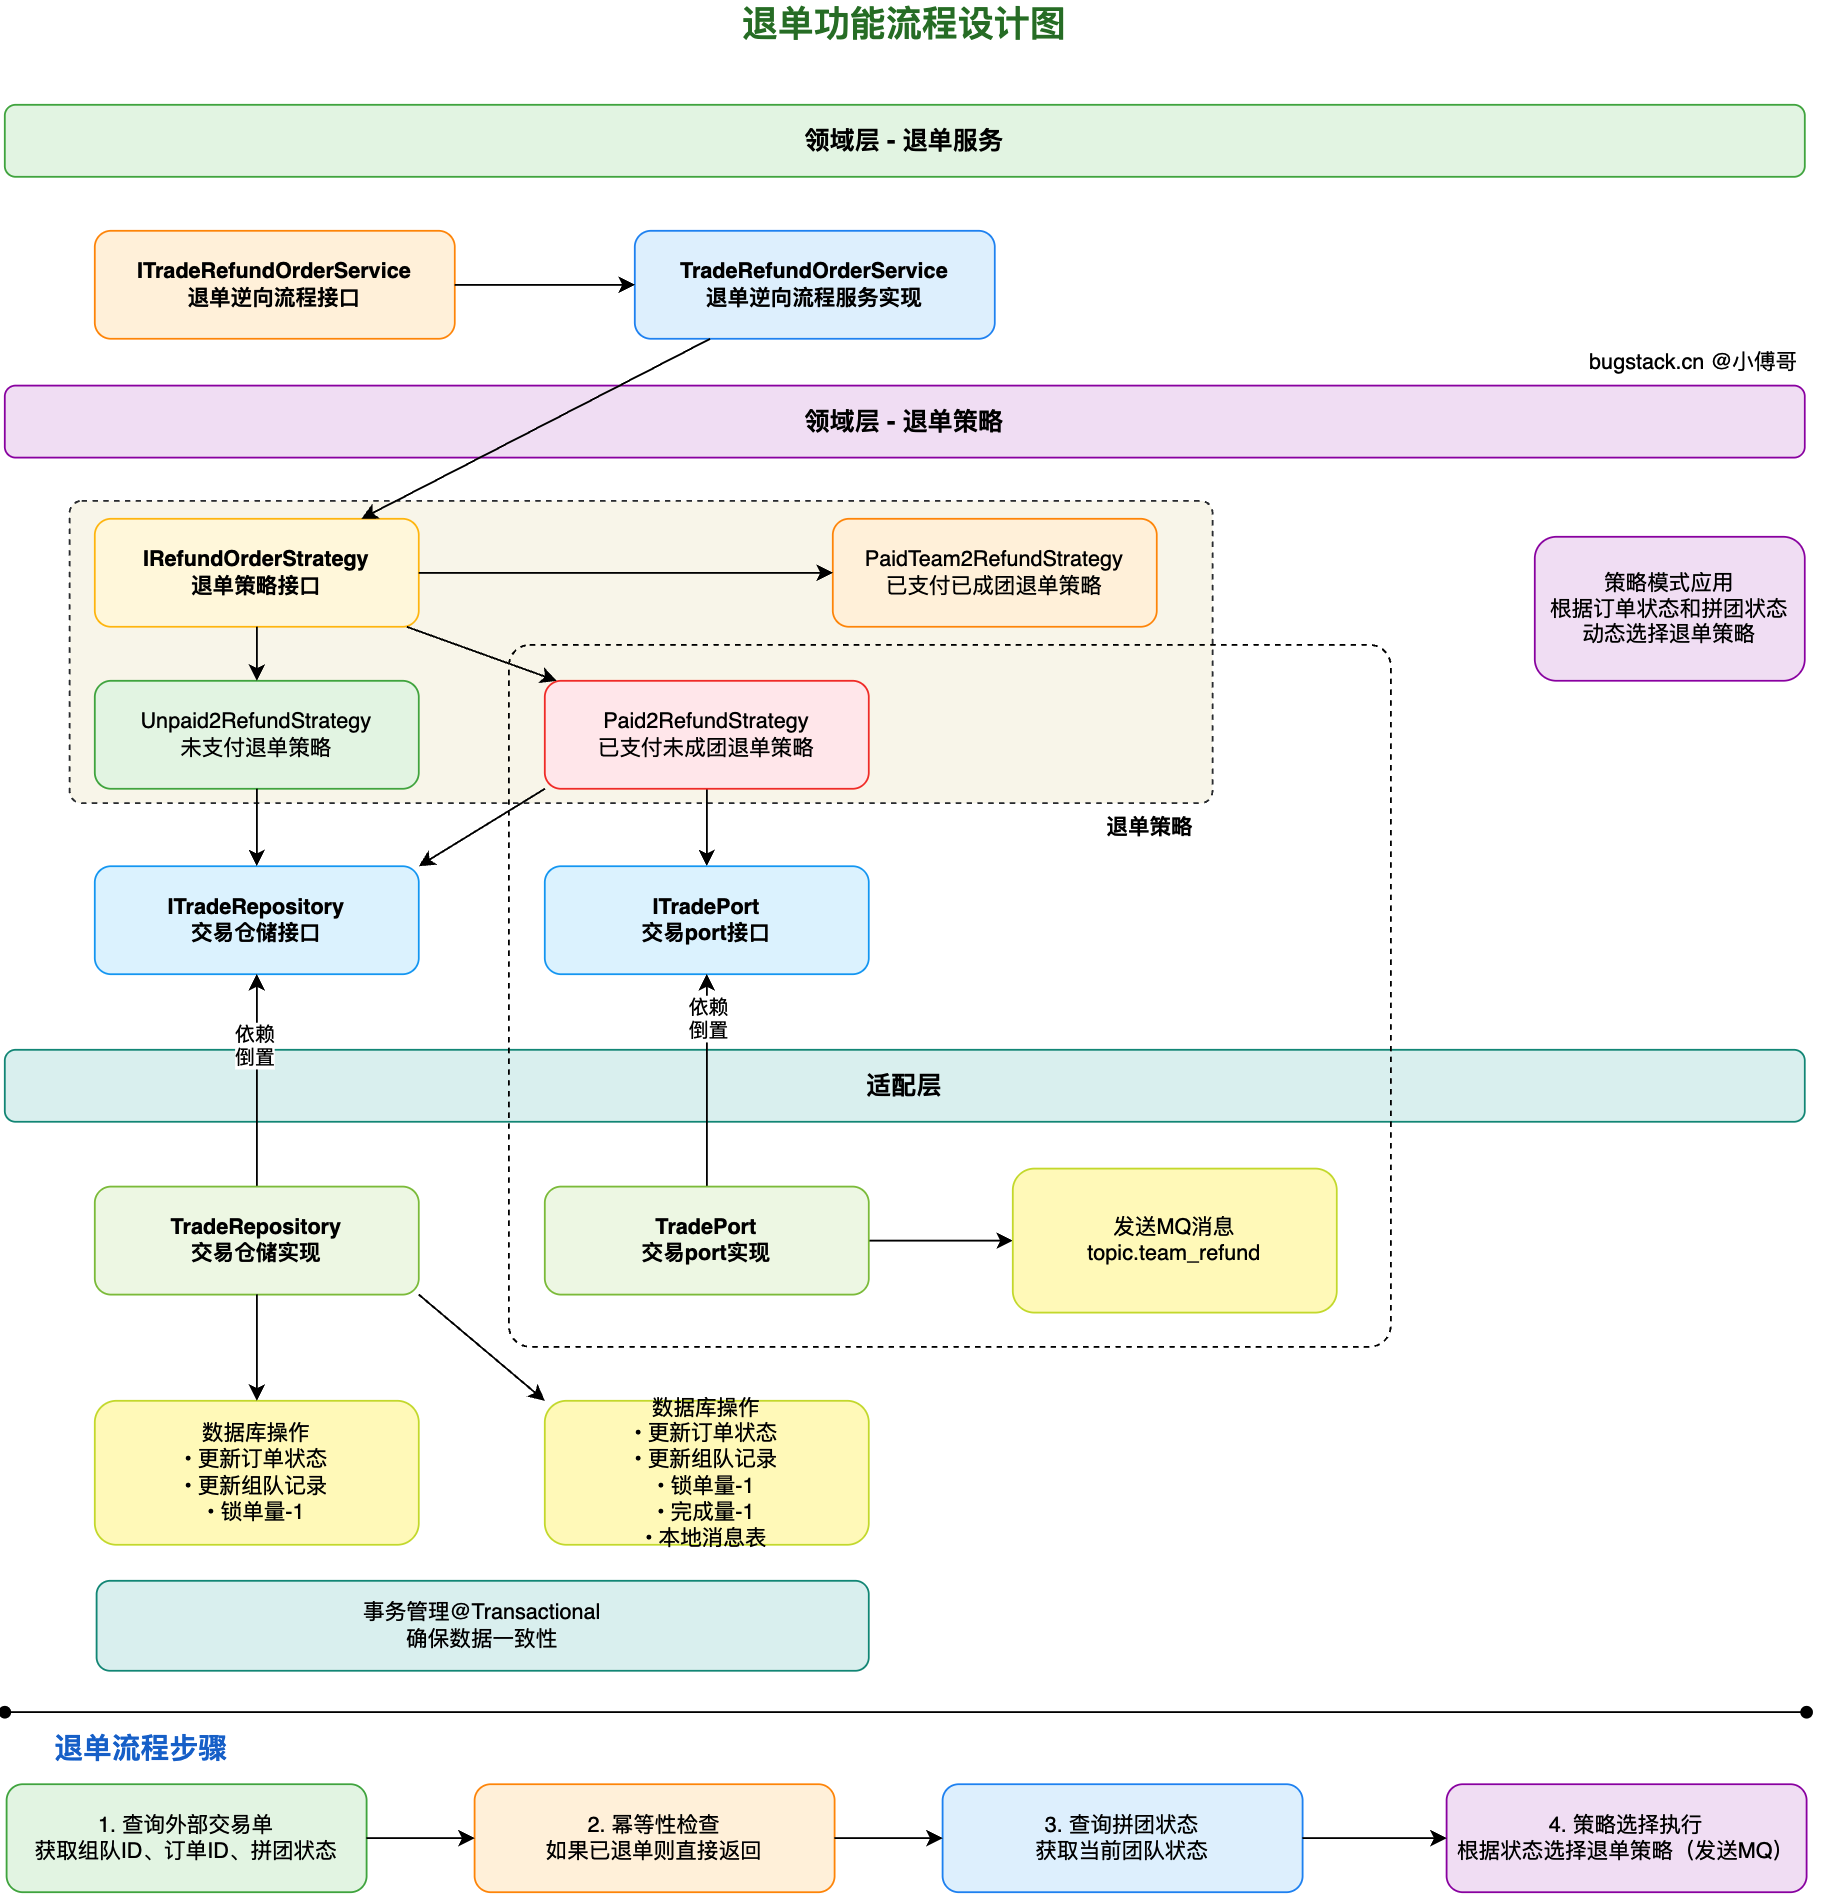 退单功能流程设计图
领域层 - 退单服务
ITradeRefundOrderService
退单逆向流程接口
TradeRefundOrderService
退单逆向流程服务实现
bugstack.cn @小傅哥
领域层 - 退单策略
IRefundOrderStrategy
退单策略接口
PaidTeam2RefundStrategy
已支付已成团退单策略
策略模式应用
根据订单状态和拼团状态
动态选择退单策略
Unpaid2RefundStrategy
未支付退单策略
Paid2RefundStrategy
已支付未成团退单策略
退单策略
ITradeRepository
交易仓储接口
ITradePort
交易port接口
依赖
倒置
依赖
倒置
适配层
TradeRepository
交易仓储实现
TradePort
交易port实现
发送MQ消息
topic.team_refund
数据库操作
• 更新订单状态
• 更新组队记录
• 锁单量-1
数据库操作
• 更新订单状态
• 更新组队记录
• 锁单量-1
• 完成量-1
• 本地消息表
事务管理@Transactional
确保数据一致性
退单流程步骤
1. 查询外部交易单
获取组队ID、订单ID、拼团状态
2. 幂等性检查
如果已退单则直接返回
3. 查询拼团状态
获取当前团队状态
4. 策略选择执行
根据状态选择退单策略（发送MQ）